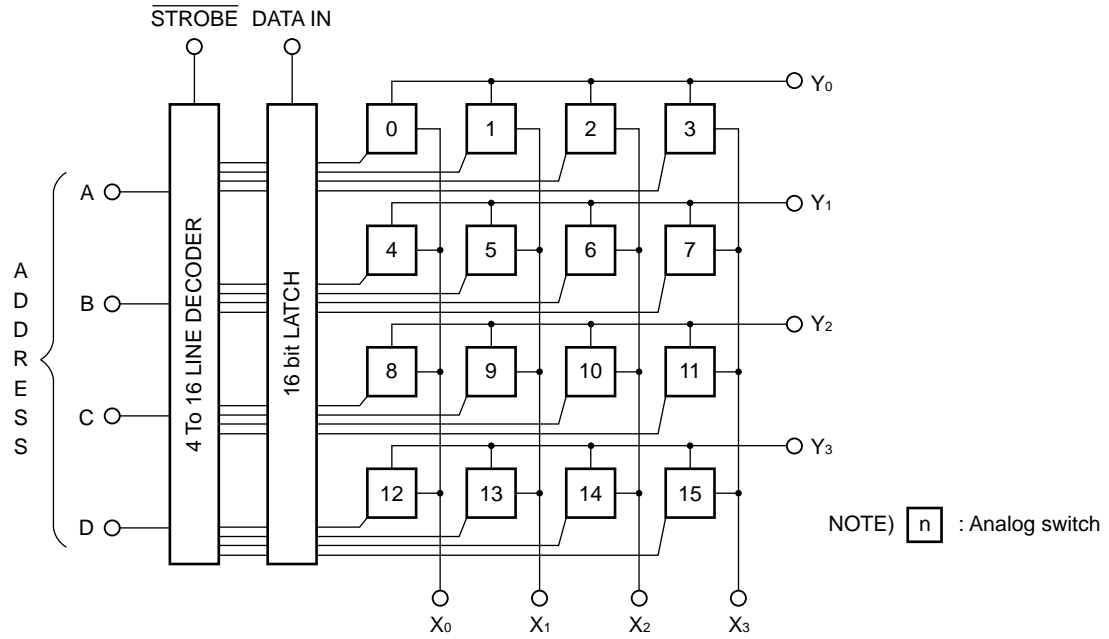 STROBE DATA IN
Y0
0 1 2 3
A
Y1
4 5 6 7
B
Y2
8 9 10 11
C
Y3
12 13 14 15
D
ADDRESS
4 To 16 LINE DECODER
16 bit LATCH
NOTE) n : Analog switch
X0 X1 X2 X3